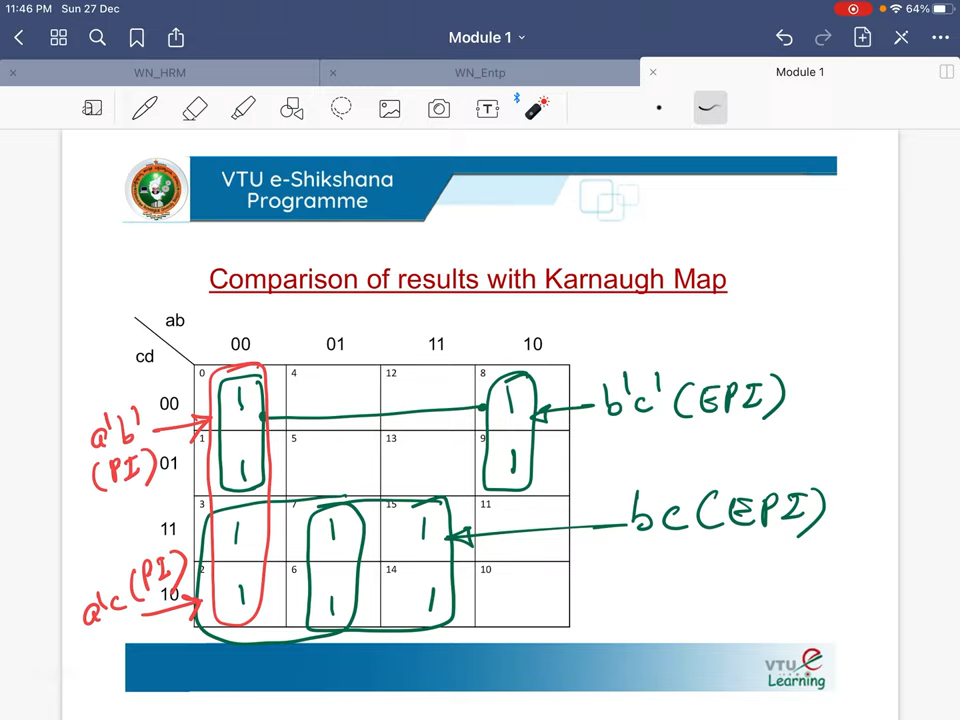 11:46 PM Sun 27 Dec 64%
Module 1
WN_HRM WN_Entp Module 1
VTU e-Shikshana
Programme
Comparison of results with Karnaugh Map
ab
cd
00 01 11 10
00 0 1 4 12 8 1 b'c' (EPI)
a'b'
(PI)
01 1 1 5 13 9 1
11 3 1 7 1 15 1 11 bc (EPI)
10 2 1 6 1 14 1 10
a'c (PI)
VTU e
Learning